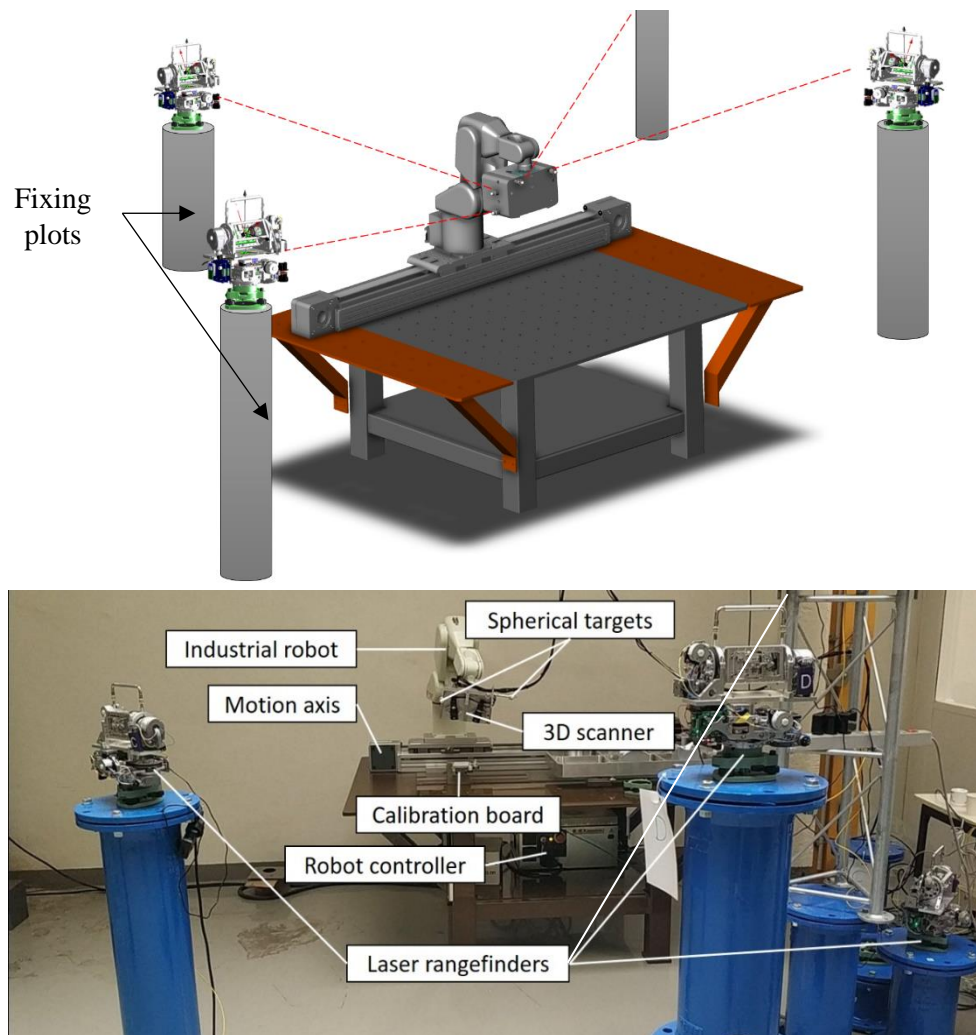 Fixing
plots
Spherical targets
Industrial robot
Motion axis
3D scanner
D
Calibration board
Robot controller
Laser rangefinders